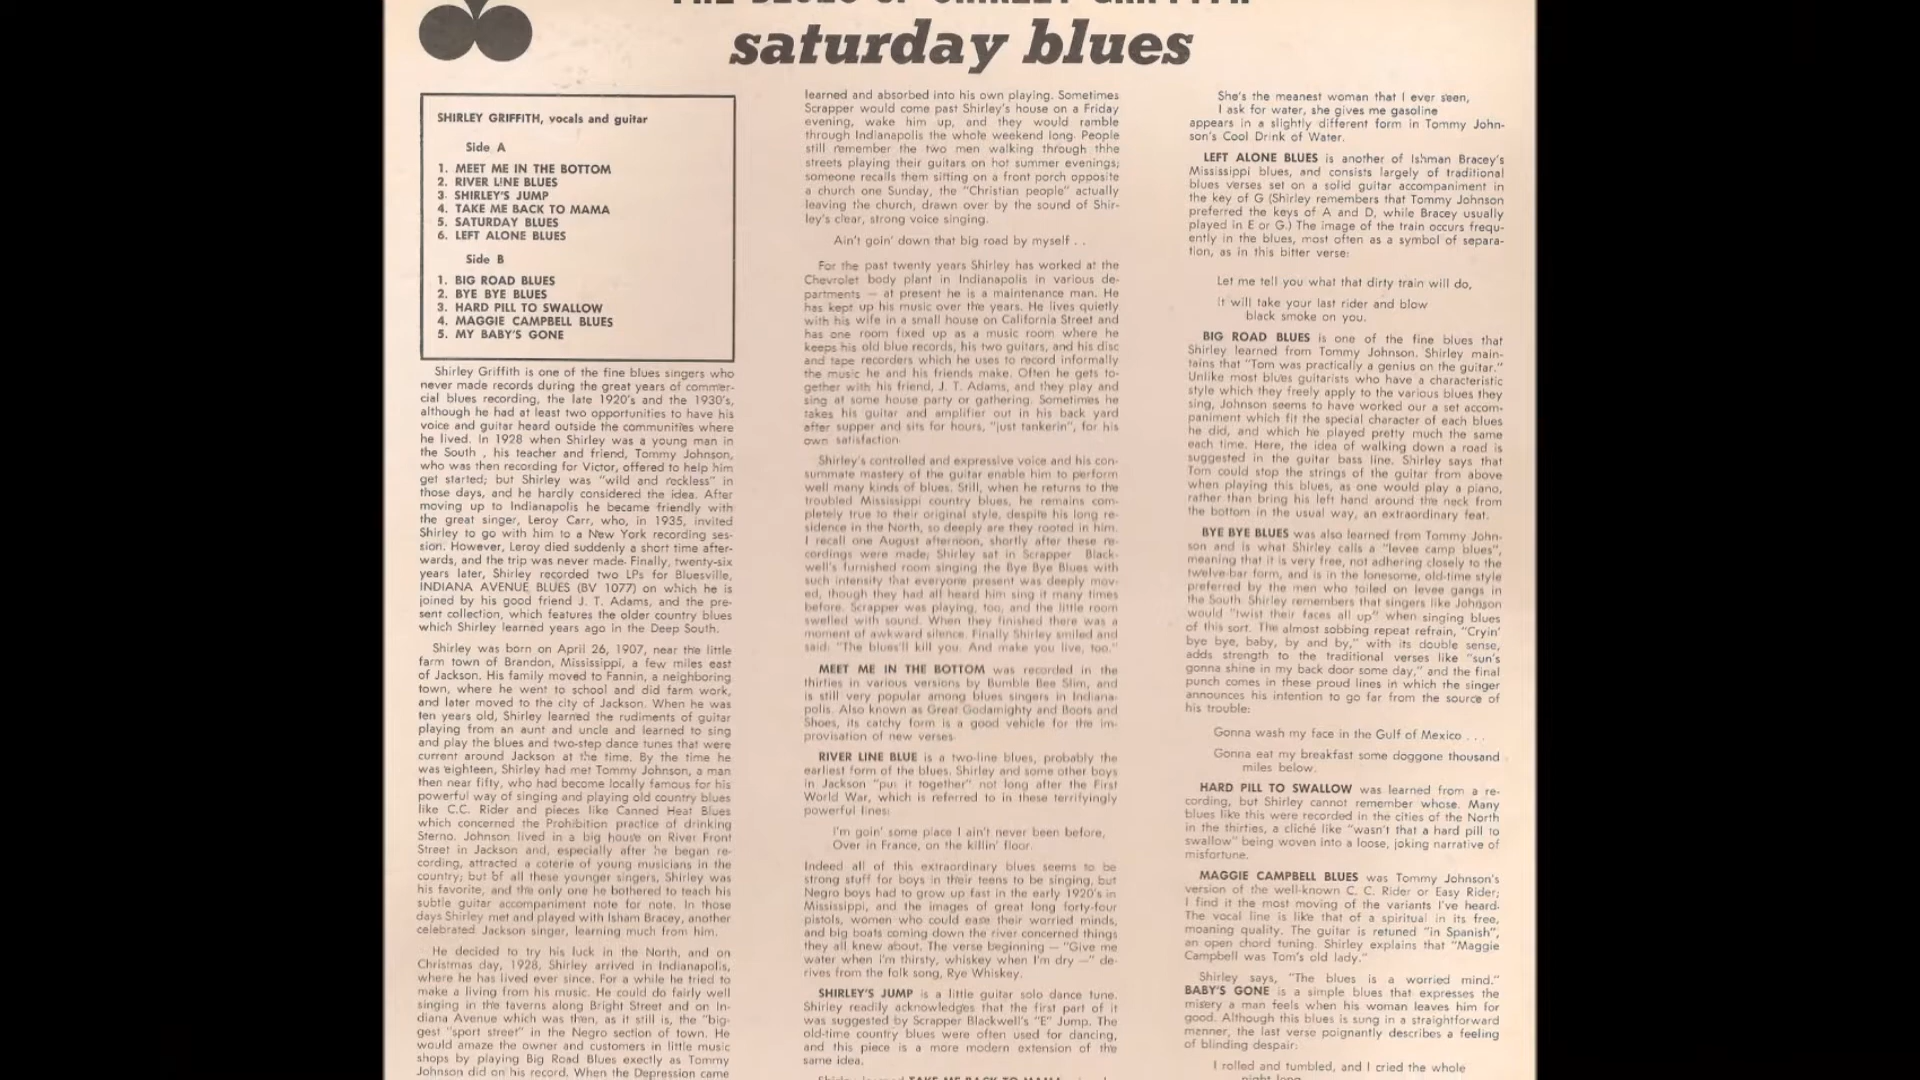 saturday blues
SHIRLEY GRIFFITH, vocals and guitar
Side A
1. MEET ME IN THE BOTTOM
2. RIVER LINE BLUES
3. SHIRLEY'S JUMP
4. TAKE ME BACK TO MAMA
5. SATURDAY BLUES
6. LEFT ALONE BLUES
Side B
1. BIG ROAD BLUES
2. BYE BYE BLUES
3. HARD PILL TO SWALLOW
4. MAGGIE CAMPBELL BLUES
5. MY BABY'S GONE
Shirley Griffith is one of the fine blues singers who
never made records during the great years of commer-
cial blues recording, the late 1920's and the 1930's,
although he had at least two opportunities to have his
voice and guitar heard outside the communities where
he lived. In 1928 when Shirley was a young man in
the South , his teacher and friend, Tommy Johnson,
who was then recording for Victor, offered to help him
get started; but Shirley was "wild and reckless" in
those days, and he hardly considered the idea. After
moving up to Indianapolis he became friendly with
the great singer, Leroy Carr, who, in 1935, invited
Shirley to go with him to a New York recording ses-
sion. However, Leroy died suddenly a short time after-
wards, and the trip was never made. Finally, twenty-six
years later, Shirley recorded two LPs for Bluesville,
INDIANA AVENUE BLUES (BV 1077) on which he is
joined by his good friend J. T. Adams, and the pre-
sent collection, which features the older country blues
which Shirley learned years ago in the Deep South.
Shirley was born on April 26, 1907, near the little
farm town of Brandon, Mississippi, a few miles east
of Jackson. His family moved to Fannin, a neighboring
town, where he went to school and did farm work,
and later moved to the city of Jackson. When he was
ten years old, Shirley learned the rudiments of guitar
playing from an aunt and uncle and learned to sing
and play the blues and two-step dance tunes that were
current around Jackson at the time. By the time he
was eighteen, Shirley had met Tommy Johnson, a man
then near fifty, who had become locally famous for his
powerful way of singing and playing old country blues
like C.C. Rider and pieces like Canned Heat Blues
which concerned the Prohibition practice of drinking
Sterno. Johnson lived in a big house on River Front
Street in Jackson and, especially after he began re-
cording, attracted a coterie of young musicians in the
country; but of all these younger singers, Shirley was
his favorite, and the only one he bothered to teach his
subtle guitar accompaniment note for note. In those
days Shirley met and played with Isham Bracey, another
celebrated Jackson singer, learning much from him.
He decided to try his luck in the North, and on
Christmas day, 1928, Shirley arrived in Indianapolis,
where he has lived ever since. For a while he tried to
make a living from his music. He could do fairly well
singing in the taverns along Bright Street and on In-
diana Avenue which was then, as it still is, the "big-
gest "sport street" in the Negro section of town. He
would amaze the owner and customers in little music
shops by playing Big Road Blues exectly as Tommy
Johnson did on his record. When the Depression came
learned and absorbed into his own playing. Sometimes
Scrapper would come past Shirley's house on a Friday
evening, wake him up, and they would ramble
through Indianapolis the whole weekend long. People
still remember the two men walking through thhe
streets playing their guitars on hot summer evenings;
someone recalls them sitting on a front porch opposite
a church one Sunday, the "Christian people" actually
leaving the church, drawn over by the sound of Shir-
ley's clear, strong voice singing.
Ain't goin' down that big road by myself . .
For the past twenty years Shirley has worked at the
Chevrolet body plant in Indianapolis in various de-
partments — at present he is a maintenance man. He
has kept up his music over the years. He lives quietly
with his wife in a small house on California Street and
has one room fixed up as a music room where he
keeps his old blue records, his two guitars, and his disc
and tape recorders which he uses to record informally
the music he and his friends make. Often he gets to-
gether with his friend, J. T. Adams, and they play and
sing at some house party or gathering. Sometimes he
takes his guitar and amplifier out in his back yard
after supper and sits for hours, "just tankerin", for his
own satisfaction.
Shirley's controlled and expressive voice and his con-
summate mastery of the guitar enable him to perform
well many kinds of blues. Still, when he returns to the
troubled Mississippi country blues, he remains com-
pletely true to their original style, despite his long re-
sidence in the North, so deeply are they rooted in him.
I recall one August afternoon, shortly after these re-
cordings were made, Shirley sat in Scrapper Black-
well's furnished room singing the Bye Bye Blues with
such intensity that everyone present was deeply mov-
ed, though they had all heard him sing it many times
before. Scrapper was playing, too, and the little room
swelled with sound. When they finished there was a
moment of awkward silence. Finally Shirley smiled and
said: "The blues'll kill you. And make you live, too."
MEET ME IN THE BOTTOM was recorded in the
thirties in various versions by Bumble Bee Slim, and
is still very popular among blues singers in Indiana-
polis. Also known as Great Godamighty and Boots and
Shoes, its catchy form is a good vehicle for the im-
provisation of new verses.
RIVER LINE BLUE is a two-line blues, probably the
earliest form of the blues. Shirley and some other boys
in Jackson "put it together" not long after the First
World War, which is referred to in these terrifyingly
powerful lines:
I'm goin' some place I ain't never been before,
Over in France, on the killin' floor.
Indeed all of this extraordinary blues seems to be
strong stuff for boys in their teens to be singing, but
Negro boys had to grow up fast in the early 1920's in
Mississippi, and the images of great long forty-four
pistols, women who could ease their worried minds,
and big boats coming down the river concerned things
they all knew about. The verse beginning — "Give me
water when I'm thirsty, whiskey when I'm dry —" de-
rives from the folk song, Rye Whiskey.
SHIRLEY'S JUMP is a little guitar solo dance tune.
Shirley readily acknowledges that the first part of it
was suggested by Scrapper Blackwell's "E" Jump. The
old-time country blues were often used for dancing,
and this piece is a more modern extension of the
same idea.
She's the meanest woman that I ever seen,
I ask for water, she gives me gasoline
appears in a slightly different form in Tommy John-
son's Cool Drink of Water.
LEFT ALONE BLUES is another of Ishman Bracey's
Mississippi blues, and consists largely of traditional
blues verses set on a solid guitar accompaniment in
the key of G (Shirley remembers that Tommy Johnson
preferred the keys of A and D, while Bracey usually
played in E or G.) The image of the train occurs frequ-
ently in the blues, most often as a symbol of separa-
tion, as in this bitter verse:
Let me tell you what that dirty train will do,
it will take your last rider and blow
black smoke on you.
BIG ROAD BLUES is one of the fine blues that
Shirley learned from Tommy Johnson. Shirley main-
tains that "Tom was practically a genius on the guitar."
Unlike most blues guitarists who have a characteristic
style which they freely apply to the various blues they
sing, Johnson seems to have worked our a set accom-
paniment which fit the special character of each blues
he did, and which he played pretty much the same
each time. Here, the idea of walking down a road is
suggested in the guitar bass line. Shirley says that
Tom could stop the strings of the guitar from above
when playing this blues, as one would play a piano,
rather than bring his left hand around the neck from
the bottom in the usual way, an extraordinary feat.
BYE BYE BLUES was also learned from Tommy John-
son and is what Shirley calls a "levee camp blues",
meaning that it is very free, not adhering closely to the
twelve-bar form, and is in the lonesome, old-time style
preferred by the men who toiled on levee gangs in
the South. Shirley remembers that singers like Johnson
would "twist their faces all up" when singing blues
of this sort. The almost sobbing repeat refrain, "Cryin'
bye bye, baby, by and by," with its double sense,
adds strength to the traditional verses like "sun's
gonna shine in my back door some day," and the final
punch comes in these proud lines in which the singer
announces his intention to go far from the source of
his trouble:
Gonna wash my face in the Gulf of Mexico . . .
Gonna eat my breakfast some doggone thousand
miles below.
HARD PILL TO SWALLOW was learned from a re-
cording, but Shirley cannot remember whose. Many
blues like this were recorded in the cities of the North
in the thirties, a cliché like "wasn't that a hard pill to
swallow" being woven into a loose, joking narrative of
misfortune.
MAGGIE CAMPBELL BLUES was Tommy Johnson's
version of the well-known C. C. Rider or Easy Rider;
I find it the most moving of the variants I've heard.
The vocal line is like that of a spiritual in its free,
moaning quality. The guitar is retuned "in Spanish",
an open chord tuning. Shirley explains that "Maggie
Campbell was Tom's old lady."
Shirley says, "The blues is a worried mind."
BABY'S GONE is a simple blues that expresses the
misery a man feels when his woman leaves him for
good. Although this blues is sung in a straightforward
manner, the last verse poignantly describes a feeling
of blinding despair:
I rolled and tumbled, and I cried the whole